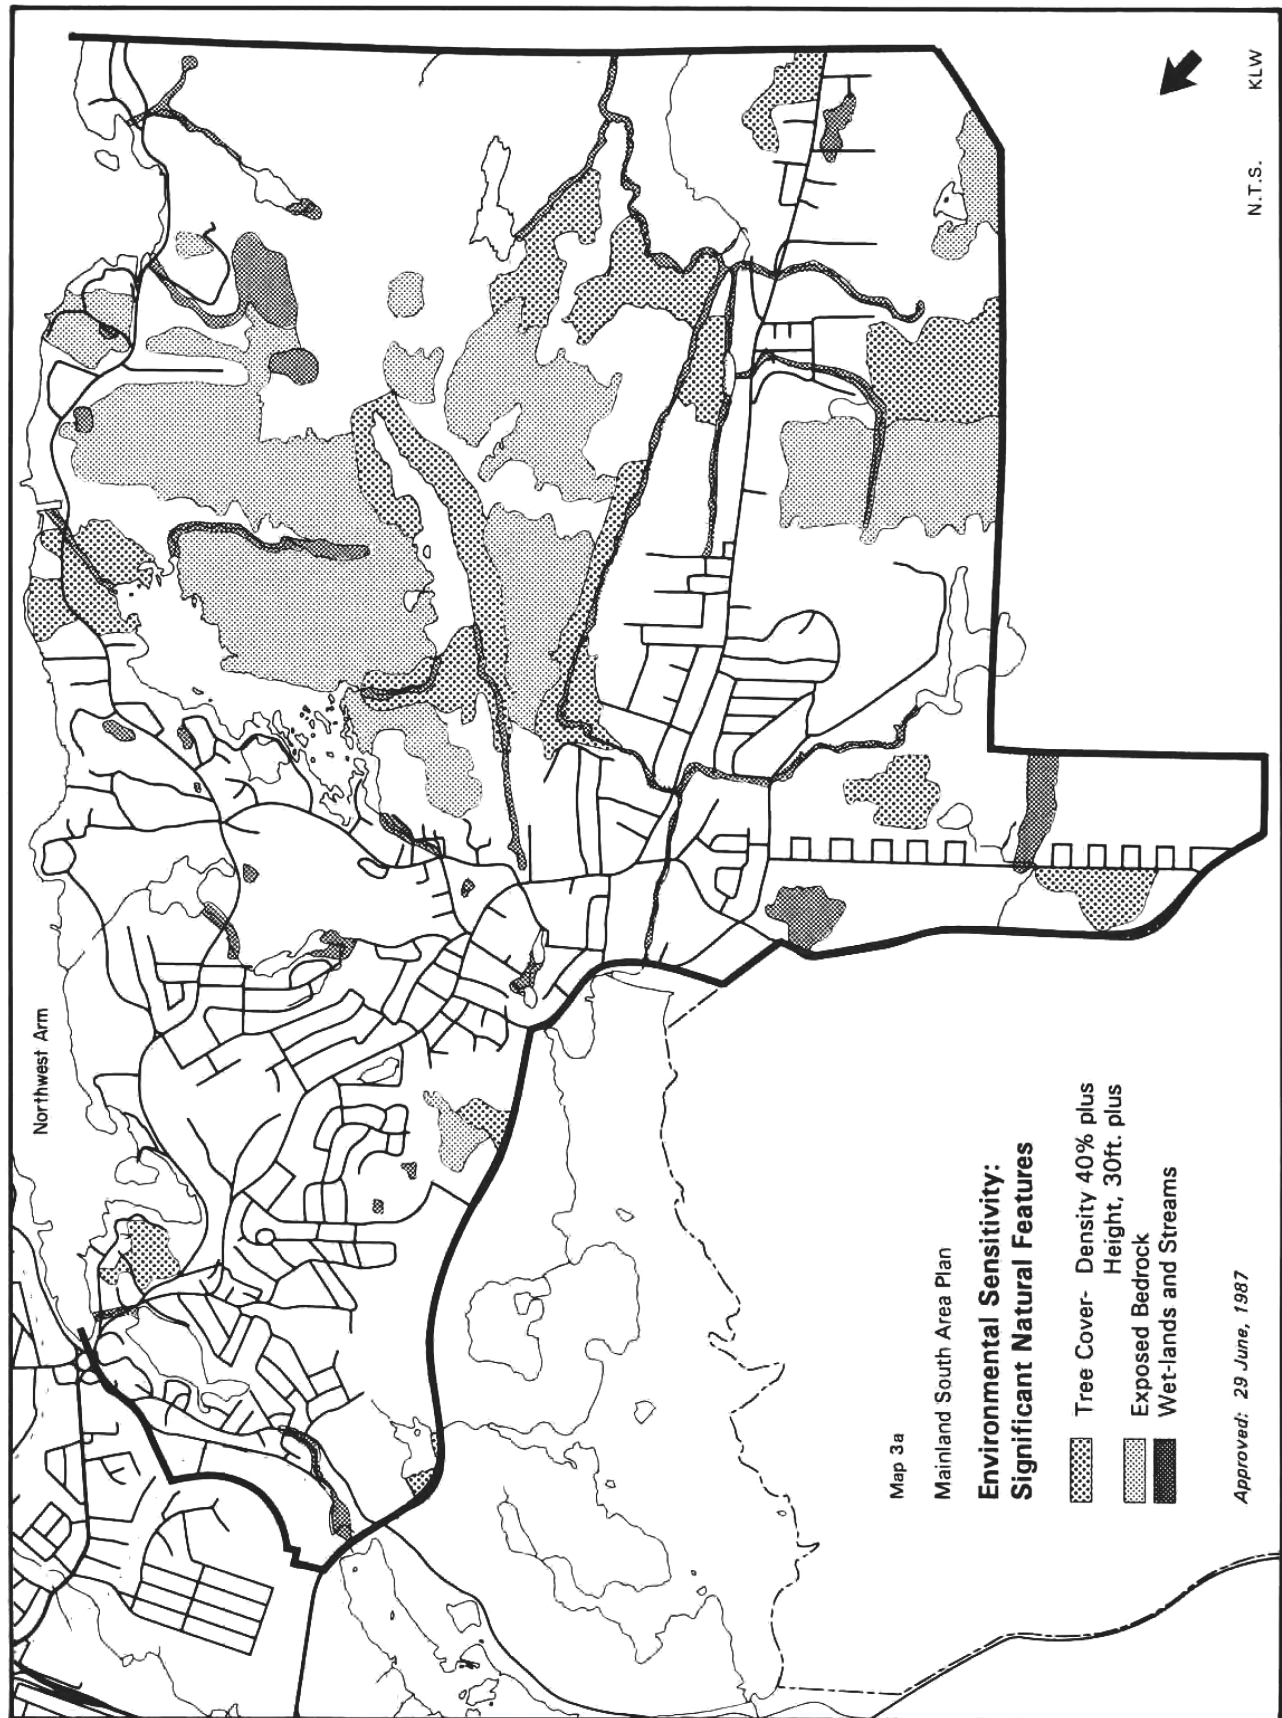 Northwest Arm
Map 3a
Mainland South Area Plan
Environmental Sensitivity:
Significant Natural Features
Tree Cover- Density 40% plus
Height, 30ft. plus
Exposed Bedrock
Wet-lands and Streams
Approved: 29 June, 1987
N.T.S. KLW